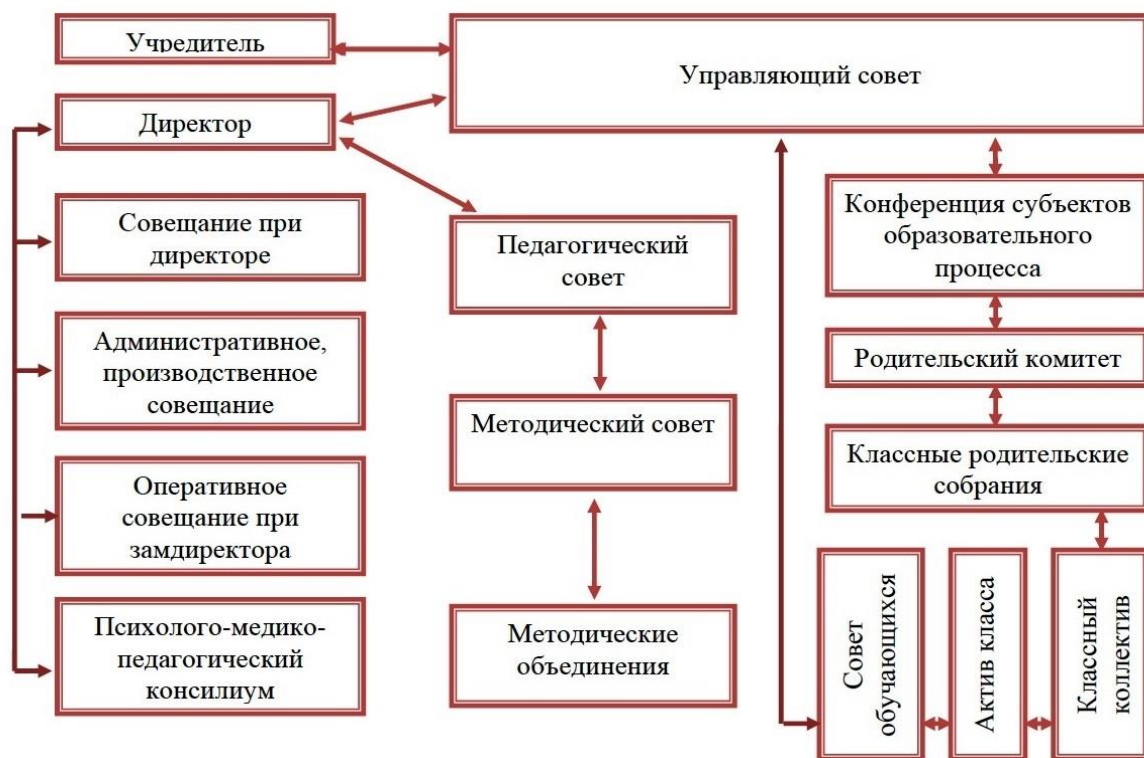 Учредитель
Управляющий совет
Директор
Совещание при
директоре
Административное,
производственное
совещание
Оперативное
совещание при
замдиректора
Психолого-медико-
педагогический
консилиум
Педагогический
совет
Методический совет
Методические
объединения
Конференция субъектов
образовательного
процесса
Родительский комитет
Классные родительские
собрания
Совет
обучающихся
Актив класса
Классный
коллектив